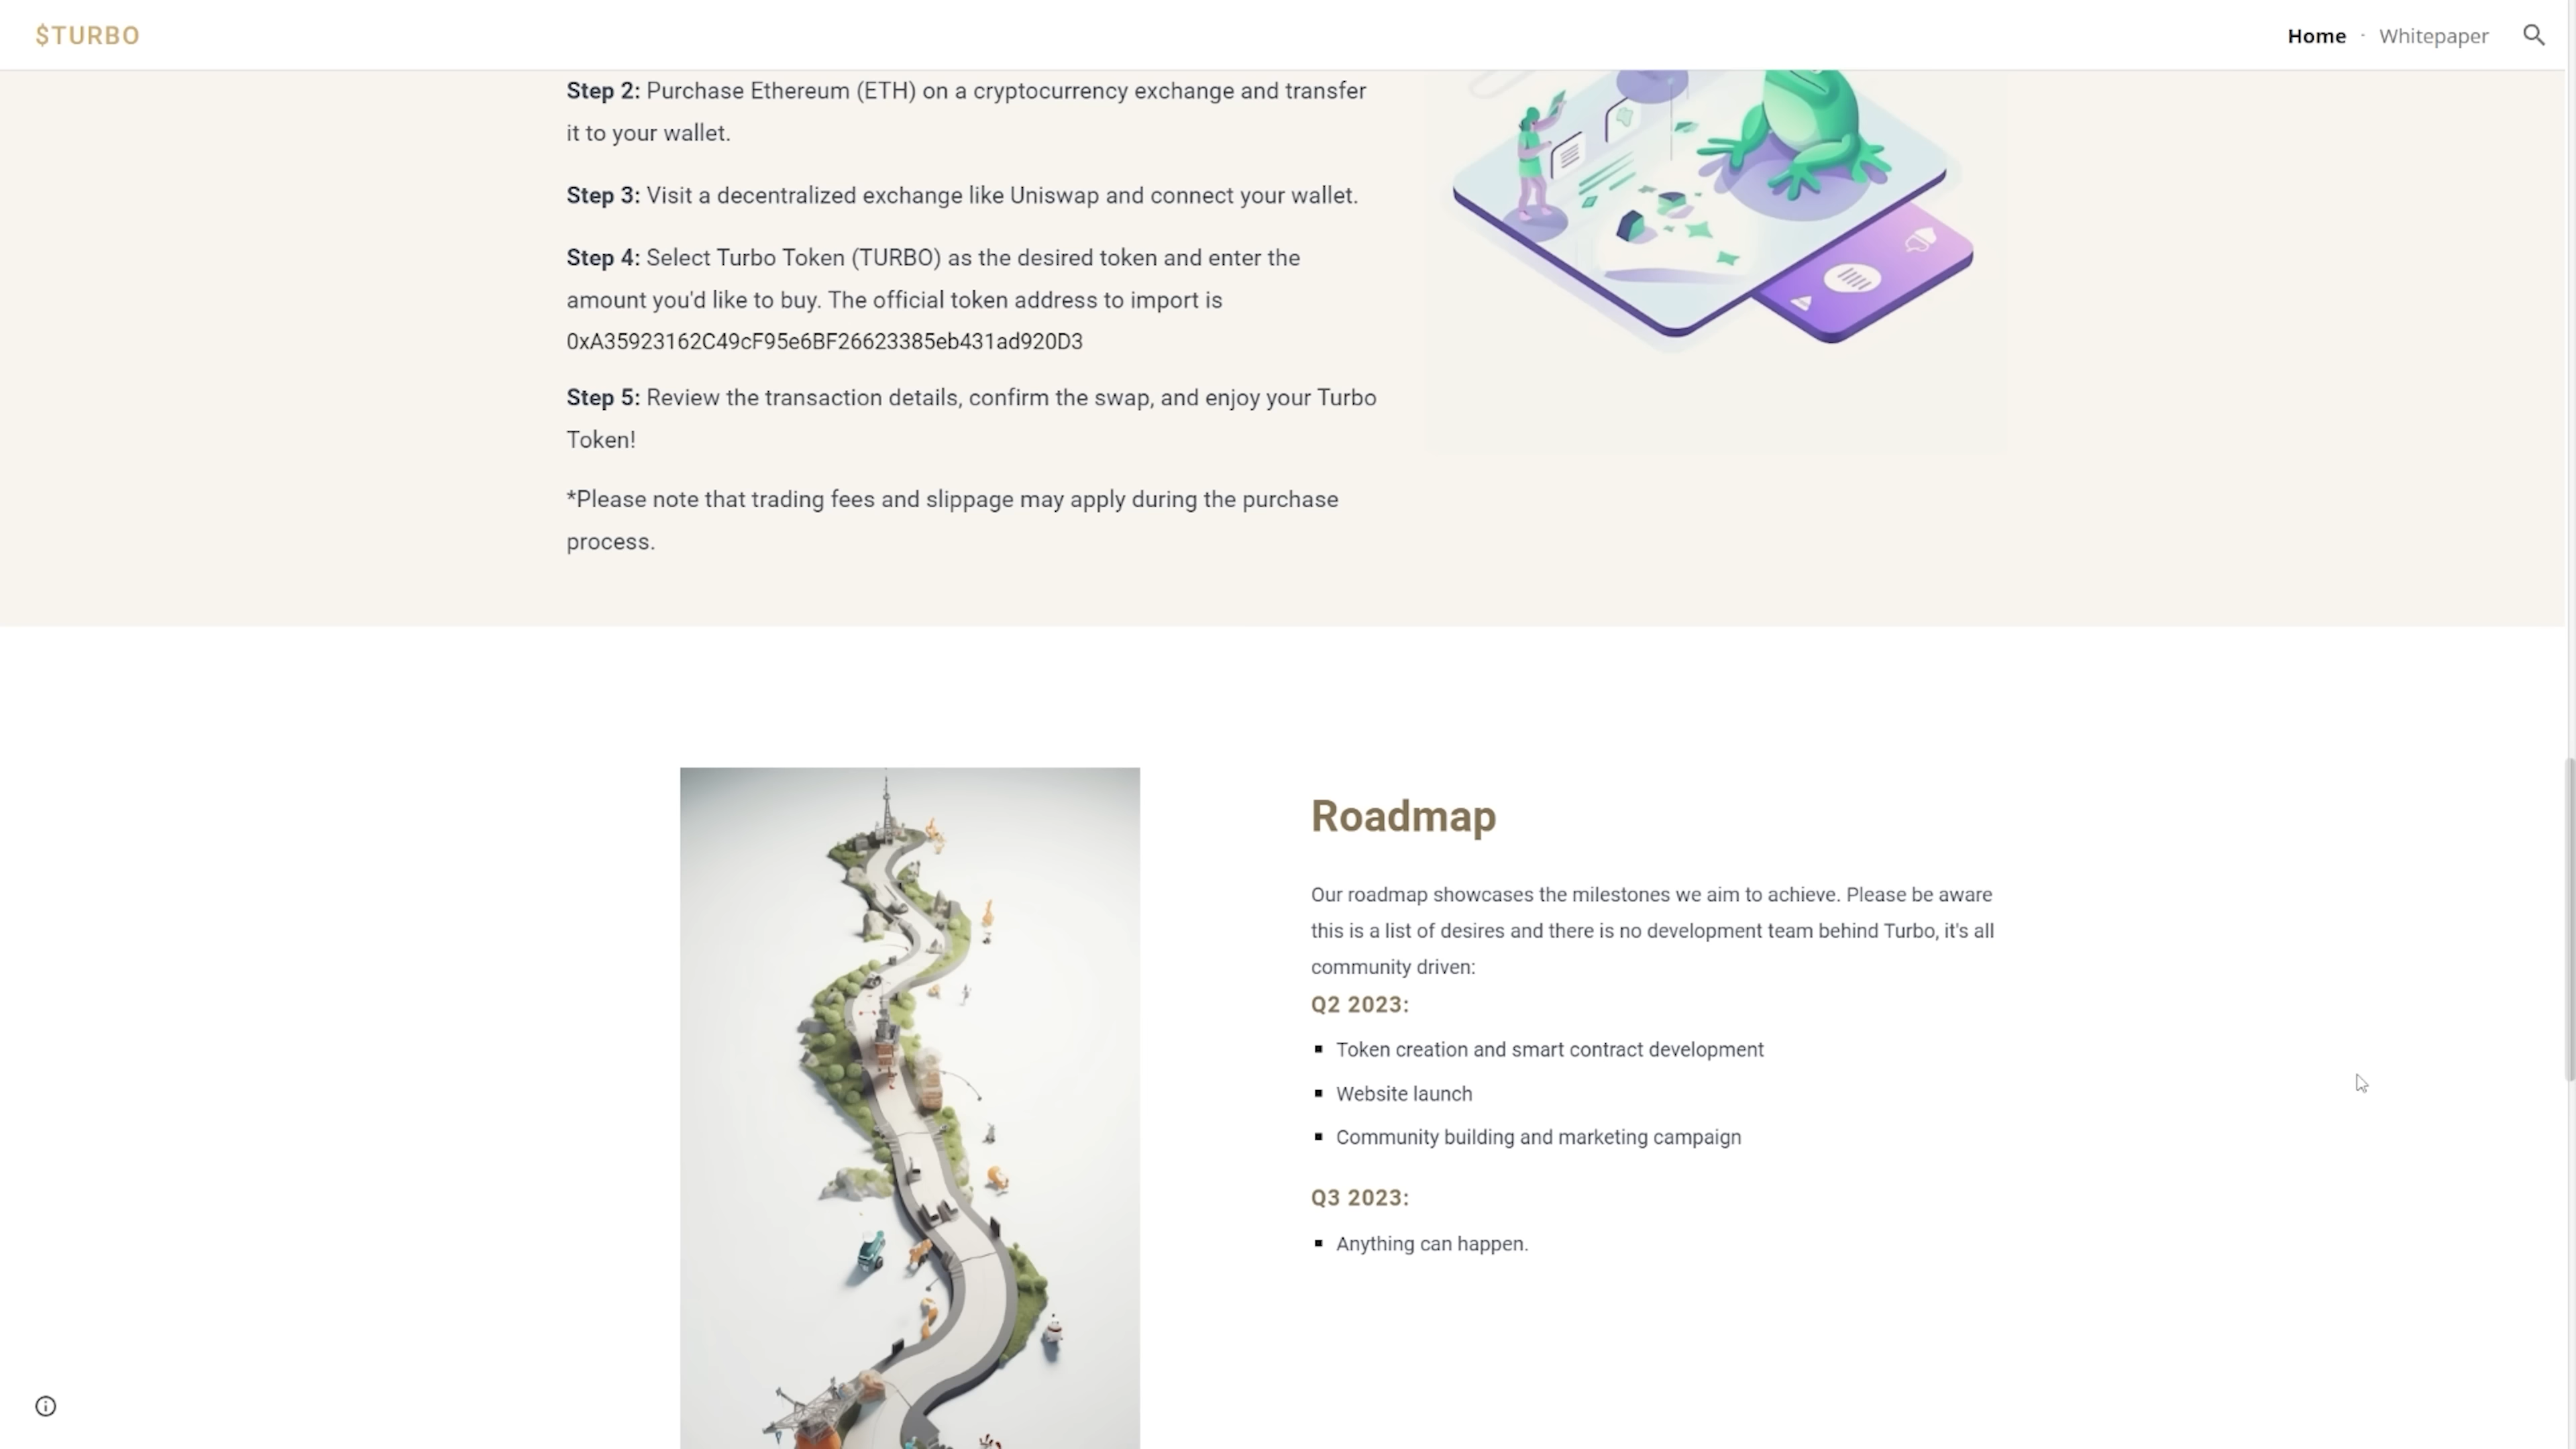 $TURBO
Home · Whitepaper
Step 2: Purchase Ethereum (ETH) on a cryptocurrency exchange and transfer
it to your wallet.
Step 3: Visit a decentralized exchange like Uniswap and connect your wallet.
Step 4: Select Turbo Token (TURBO) as the desired token and enter the
amount you'd like to buy. The official token address to import is
0xA35923162C49cF95e6BF26623385eb431ad920D3
Step 5: Review the transaction details, confirm the swap, and enjoy your Turbo
Token!
*Please note that trading fees and slippage may apply during the purchase
process.
Roadmap
Our roadmap showcases the milestones we aim to achieve. Please be aware
this is a list of desires and there is no development team behind Turbo, it's all
community driven:
Q2 2023:
▪ Token creation and smart contract development
▪ Website launch
▪ Community building and marketing campaign
Q3 2023:
▪ Anything can happen.